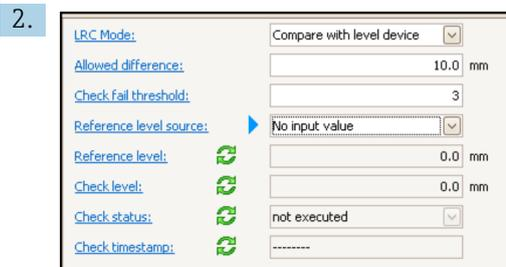 2.
LRC Mode: Compare with level device
Allowed difference: 10.0 mm
Check fail threshold: 3
Reference level source: No input value
Reference level: 0.0 mm
Check level: 0.0 mm
Check status: not executed
Check timestamp: --------